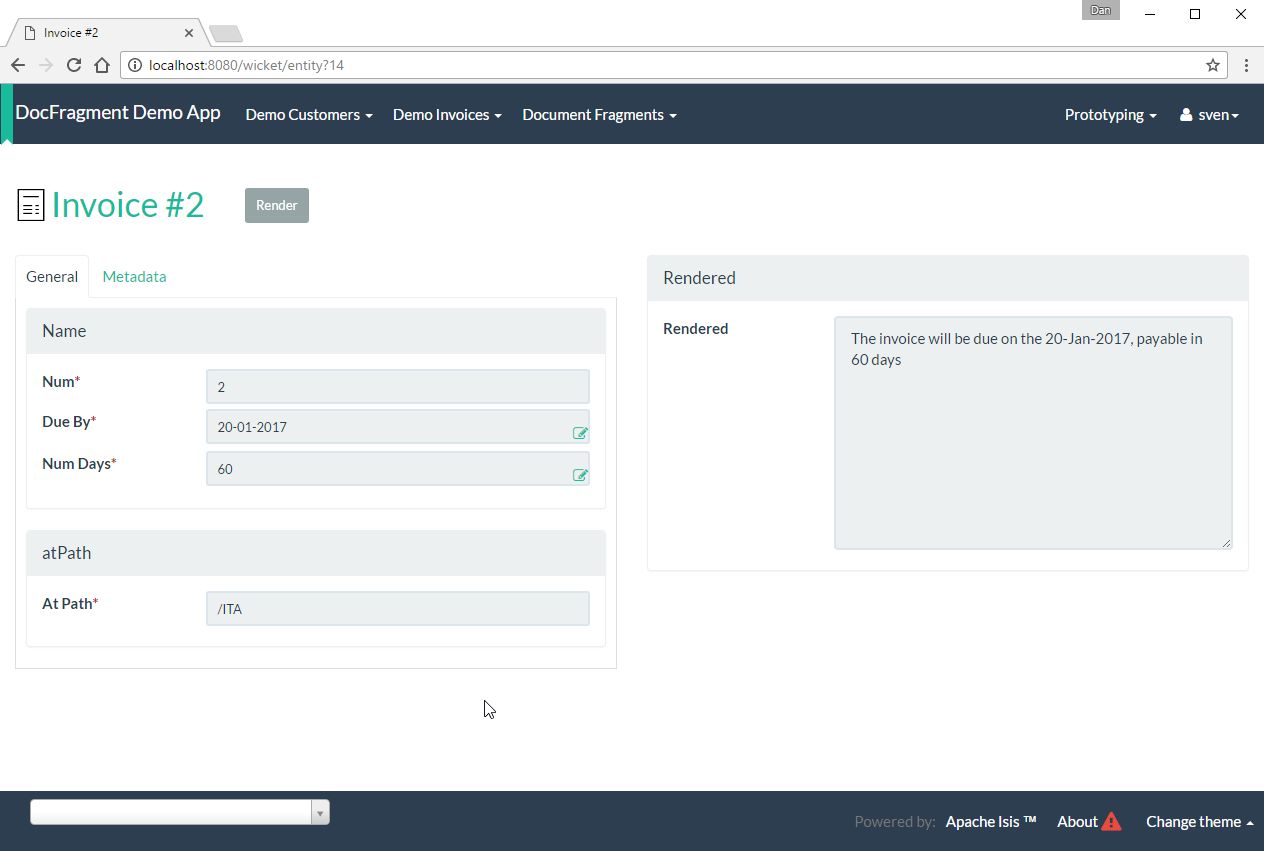 Dan
Invoice #2
localhost:8080/wicket/entity?14
DocFragment Demo App Demo Customers Demo Invoices Document Fragments Prototyping sven
Invoice #2 Render
General Metadata
Name
Num* 2
Due By* 20-01-2017
Num Days* 60
atPath
At Path* /ITA
Rendered
Rendered
The invoice will be due on the 20-Jan-2017, payable in
60 days
Powered by: Apache Isis ™ About Change theme